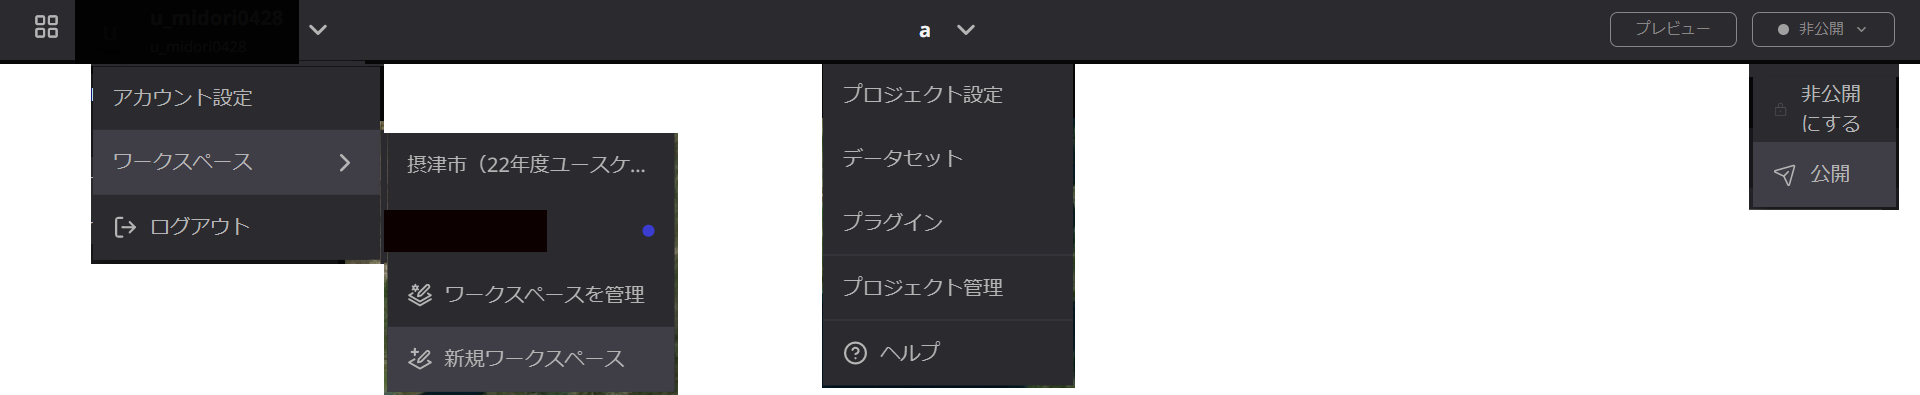 u_midori0428
u
u_midori0428
a
プレビュー
非公開
アカウント設定
ワークスペース
ログアウト
摂津市（22年度ユースケ...
ワークスペースを管理
新規ワークスペース
プロジェクト設定
データセット
プラグイン
プロジェクト管理
ヘルプ
非公開
にする
公開